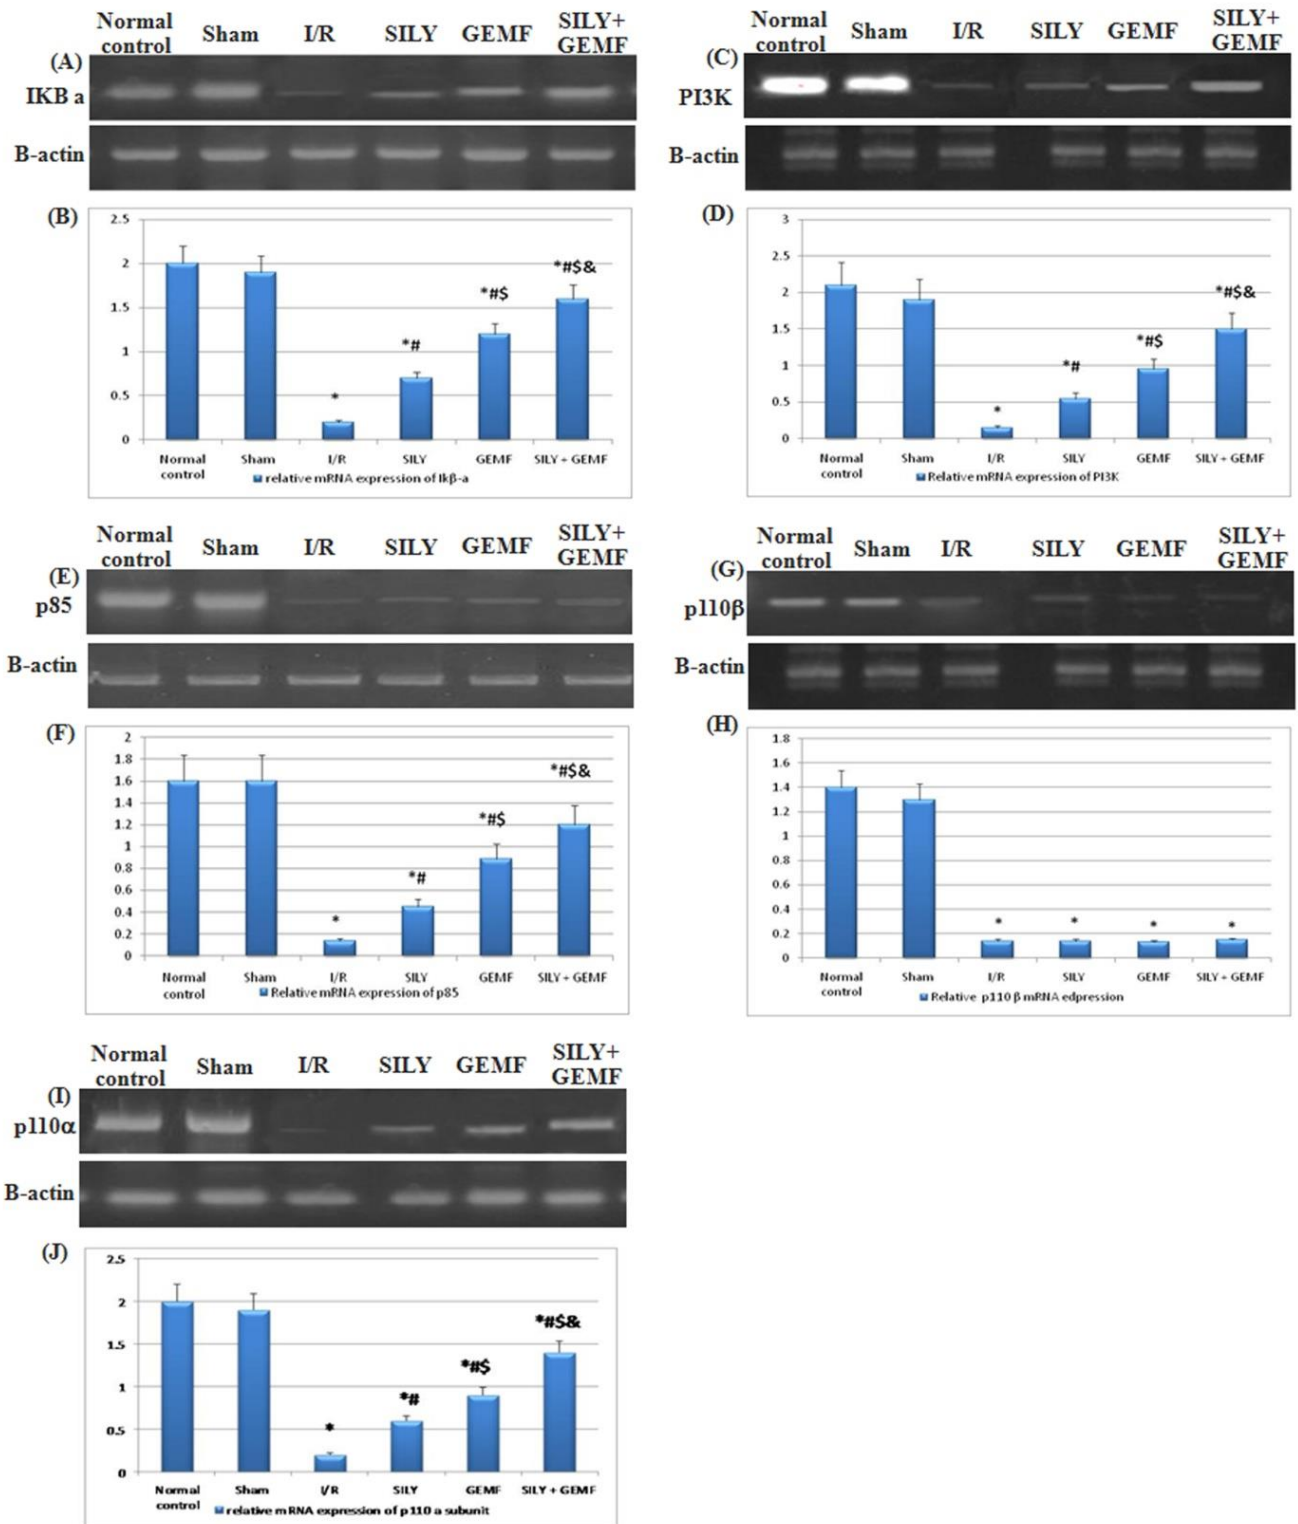 Normal
control
Sham
I/R
SILY
GEMF
SILY+
GEMF
(A)
IKB a
B-actin
(B)
2.5
2
1.5
1
0.5
0
*
*#
*#$
*#$&
Normal
control
Sham
I/R
SILY
GEMF
SILY + GEMF
relative mRNA expression of Ikβ-a
Normal
control
Sham
I/R
SILY
GEMF
SILY+
GEMF
(C)
PI3K
B-actin
(D)
3
2.5
2
1.5
1
0.5
0
*
*#
*#$
*#$&
Normal
control
Sham
I/R
SILY
GEMF
SILY + GEMF
Relative mRNA expression of PI3K
Normal
control
Sham
I/R
SILY
GEMF
SILY+
GEMF
(E)
p85
B-actin
(F)
2
1.8
1.6
1.4
1.2
1
0.8
0.6
0.4
0.2
0
*
*#
*#$
*#$&
Normal
control
Sham
I/R
SILY
GEMF
SILY + GEMF
Relative mRNA expression of p85
Normal
control
Sham
I/R
SILY
GEMF
SILY+
GEMF
(G)
p110β
B-actin
(H)
1.8
1.6
1.4
1.2
1
0.8
0.6
0.4
0.2
0
*
*
*
*
Normal
control
Sham
I/R
SILY
GEMF
SILY + GEMF
Relative p110 β mRNA edpression
Normal
control
Sham
I/R
SILY
GEMF
SILY+
GEMF
(I)
p110α
B-actin
(J)
2.5
2
1.5
1
0.5
0
*
*#
*#$
*#$&
Normal
control
Sham
I/R
SILY
GEMF
SILY + GEMF
relative mRNA expression of p110 a subunit